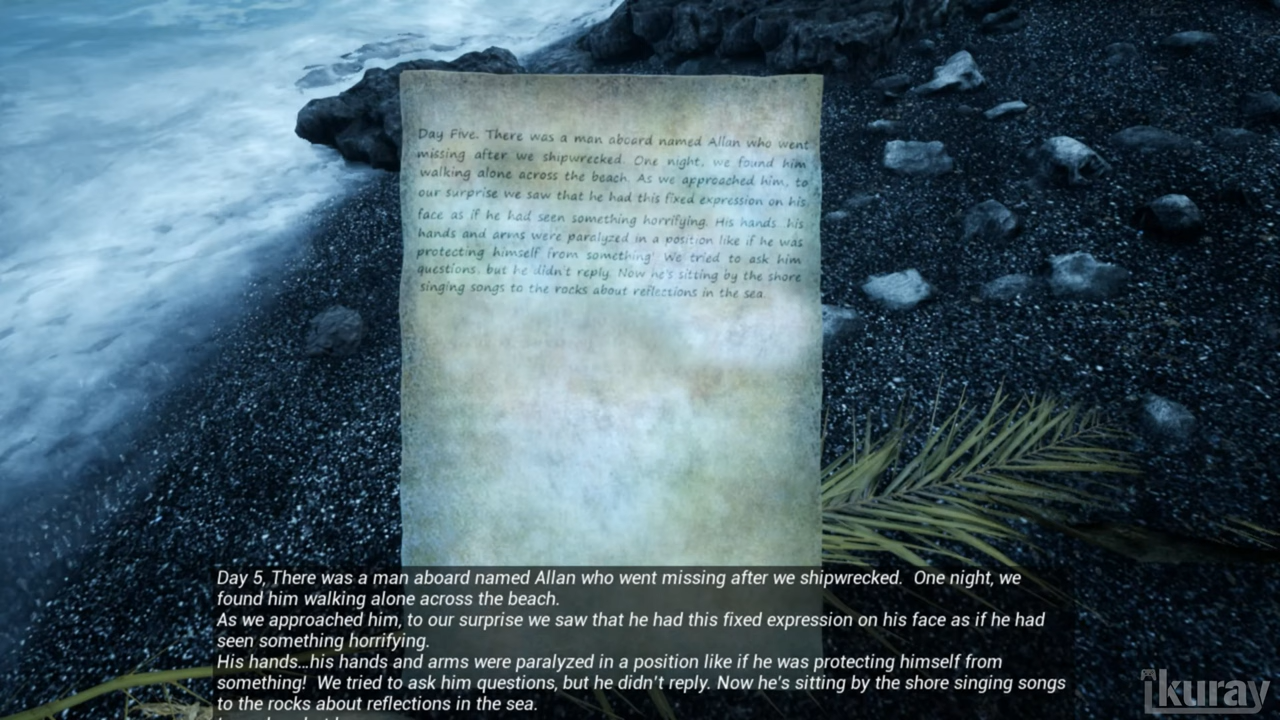 Day Five. There was a man aboard named Allan who went
missing after we shipwrecked. One night, we found him
walking alone across the beach. As we approached him, to
our surprise we saw that he had this fixed expression on his
face as if he had seen something horrifying. His hands...his
hands and arms were paralyzed in a position like if he was
protecting himself from something! We tried to ask him
questions, but he didn't reply. Now he's sitting by the shore
singing songs to the rocks about reflections in the sea.
Day 5, There was a man aboard named Allan who went missing after we shipwrecked. One night, we
found him walking alone across the beach.
As we approached him, to our surprise we saw that he had this fixed expression on his face as if he had
seen something horrifying.
His hands...his hands and arms were paralyzed in a position like if he was protecting himself from
something! We tried to ask him questions, but he didn't reply. Now he's sitting by the shore singing songs
to the rocks about reflections in the sea.
ikuray